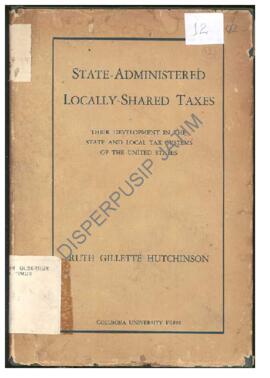 12
STATE-ADMINISTERED
LOCALLY-SHARED TAXES
THEIR DEVELOPMENT IN THE
STATE AND LOCAL TAX SYSTEMS
OF THE UNITED STATES
DISPERPUSIP JATIM
RUTH GILLETTE HUTCHINSON
COLUMBIA UNIVERSITY PRESS